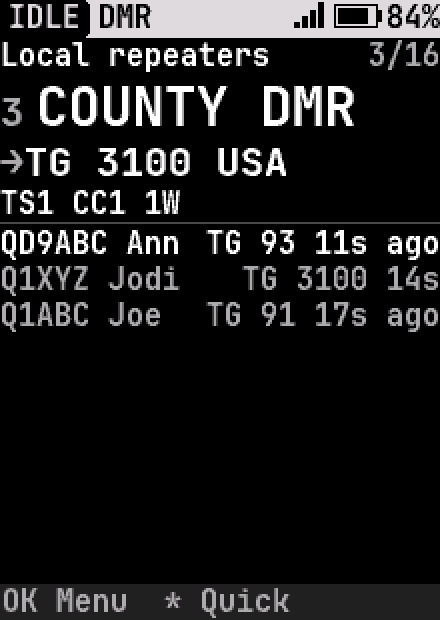 IDLE DMR 84%
Local repeaters 3/16
3 COUNTY DMR
→TG 3100 USA
TS1 CC1 1W
QD9ABC Ann TG 93 11s ago
Q1XYZ Jodi TG 3100 14s
Q1ABC Joe TG 91 17s ago
OK Menu * Quick